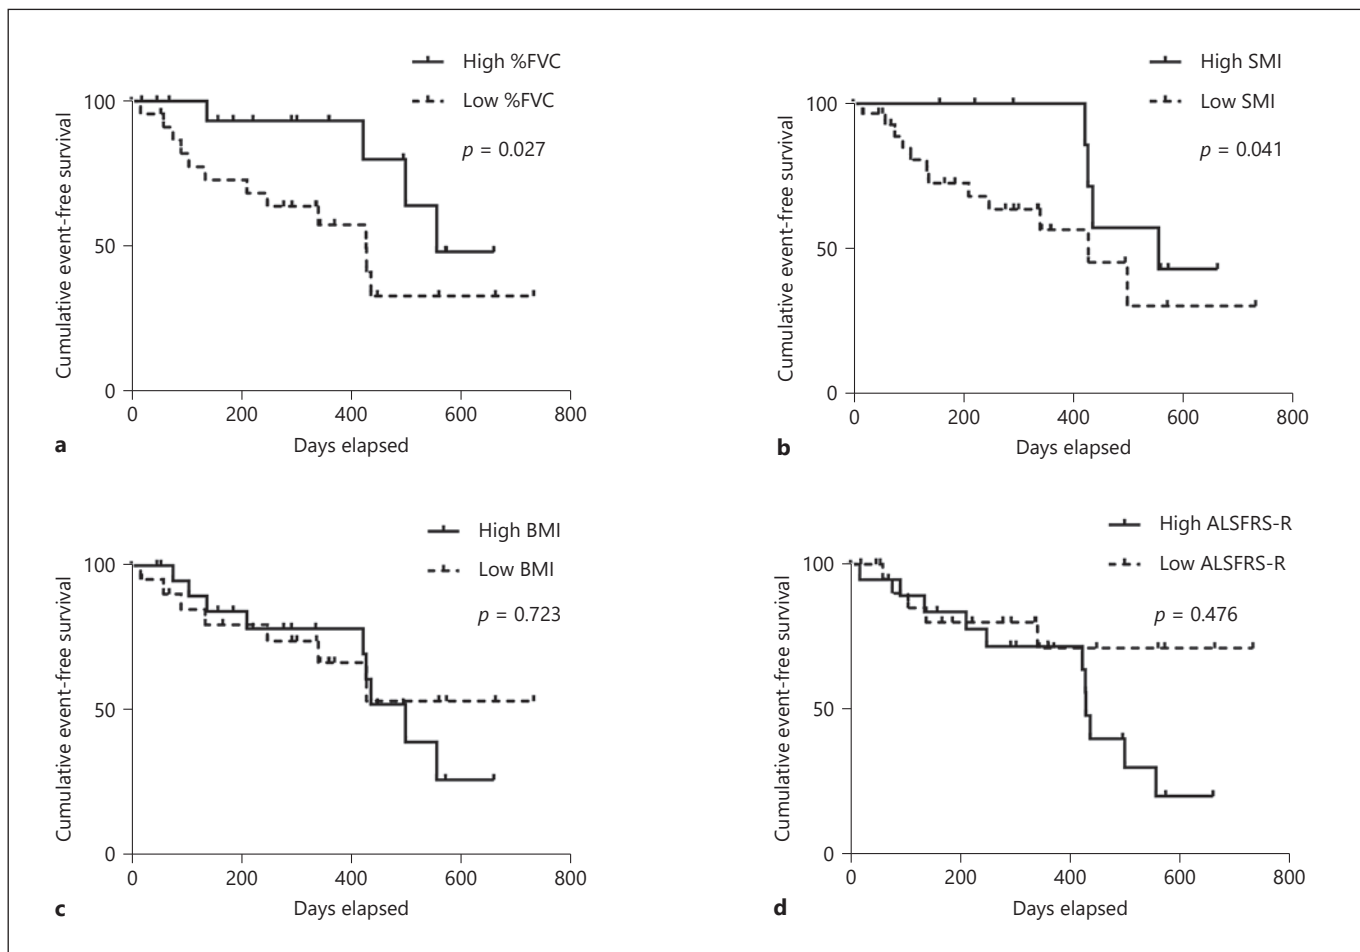 High %FVC
Low %FVC
p = 0.027
Cumulative event-free survival
100
50
0
0 200 400 600 800
Days elapsed
a
High SMI
Low SMI
p = 0.041
Cumulative event-free survival
100
50
0
0 200 400 600 800
Days elapsed
b
High BMI
Low BMI
p = 0.723
Cumulative event-free survival
100
50
0
0 200 400 600 800
Days elapsed
c
High ALSFRS-R
Low ALSFRS-R
p = 0.476
Cumulative event-free survival
100
50
0
0 200 400 600 800
Days elapsed
d